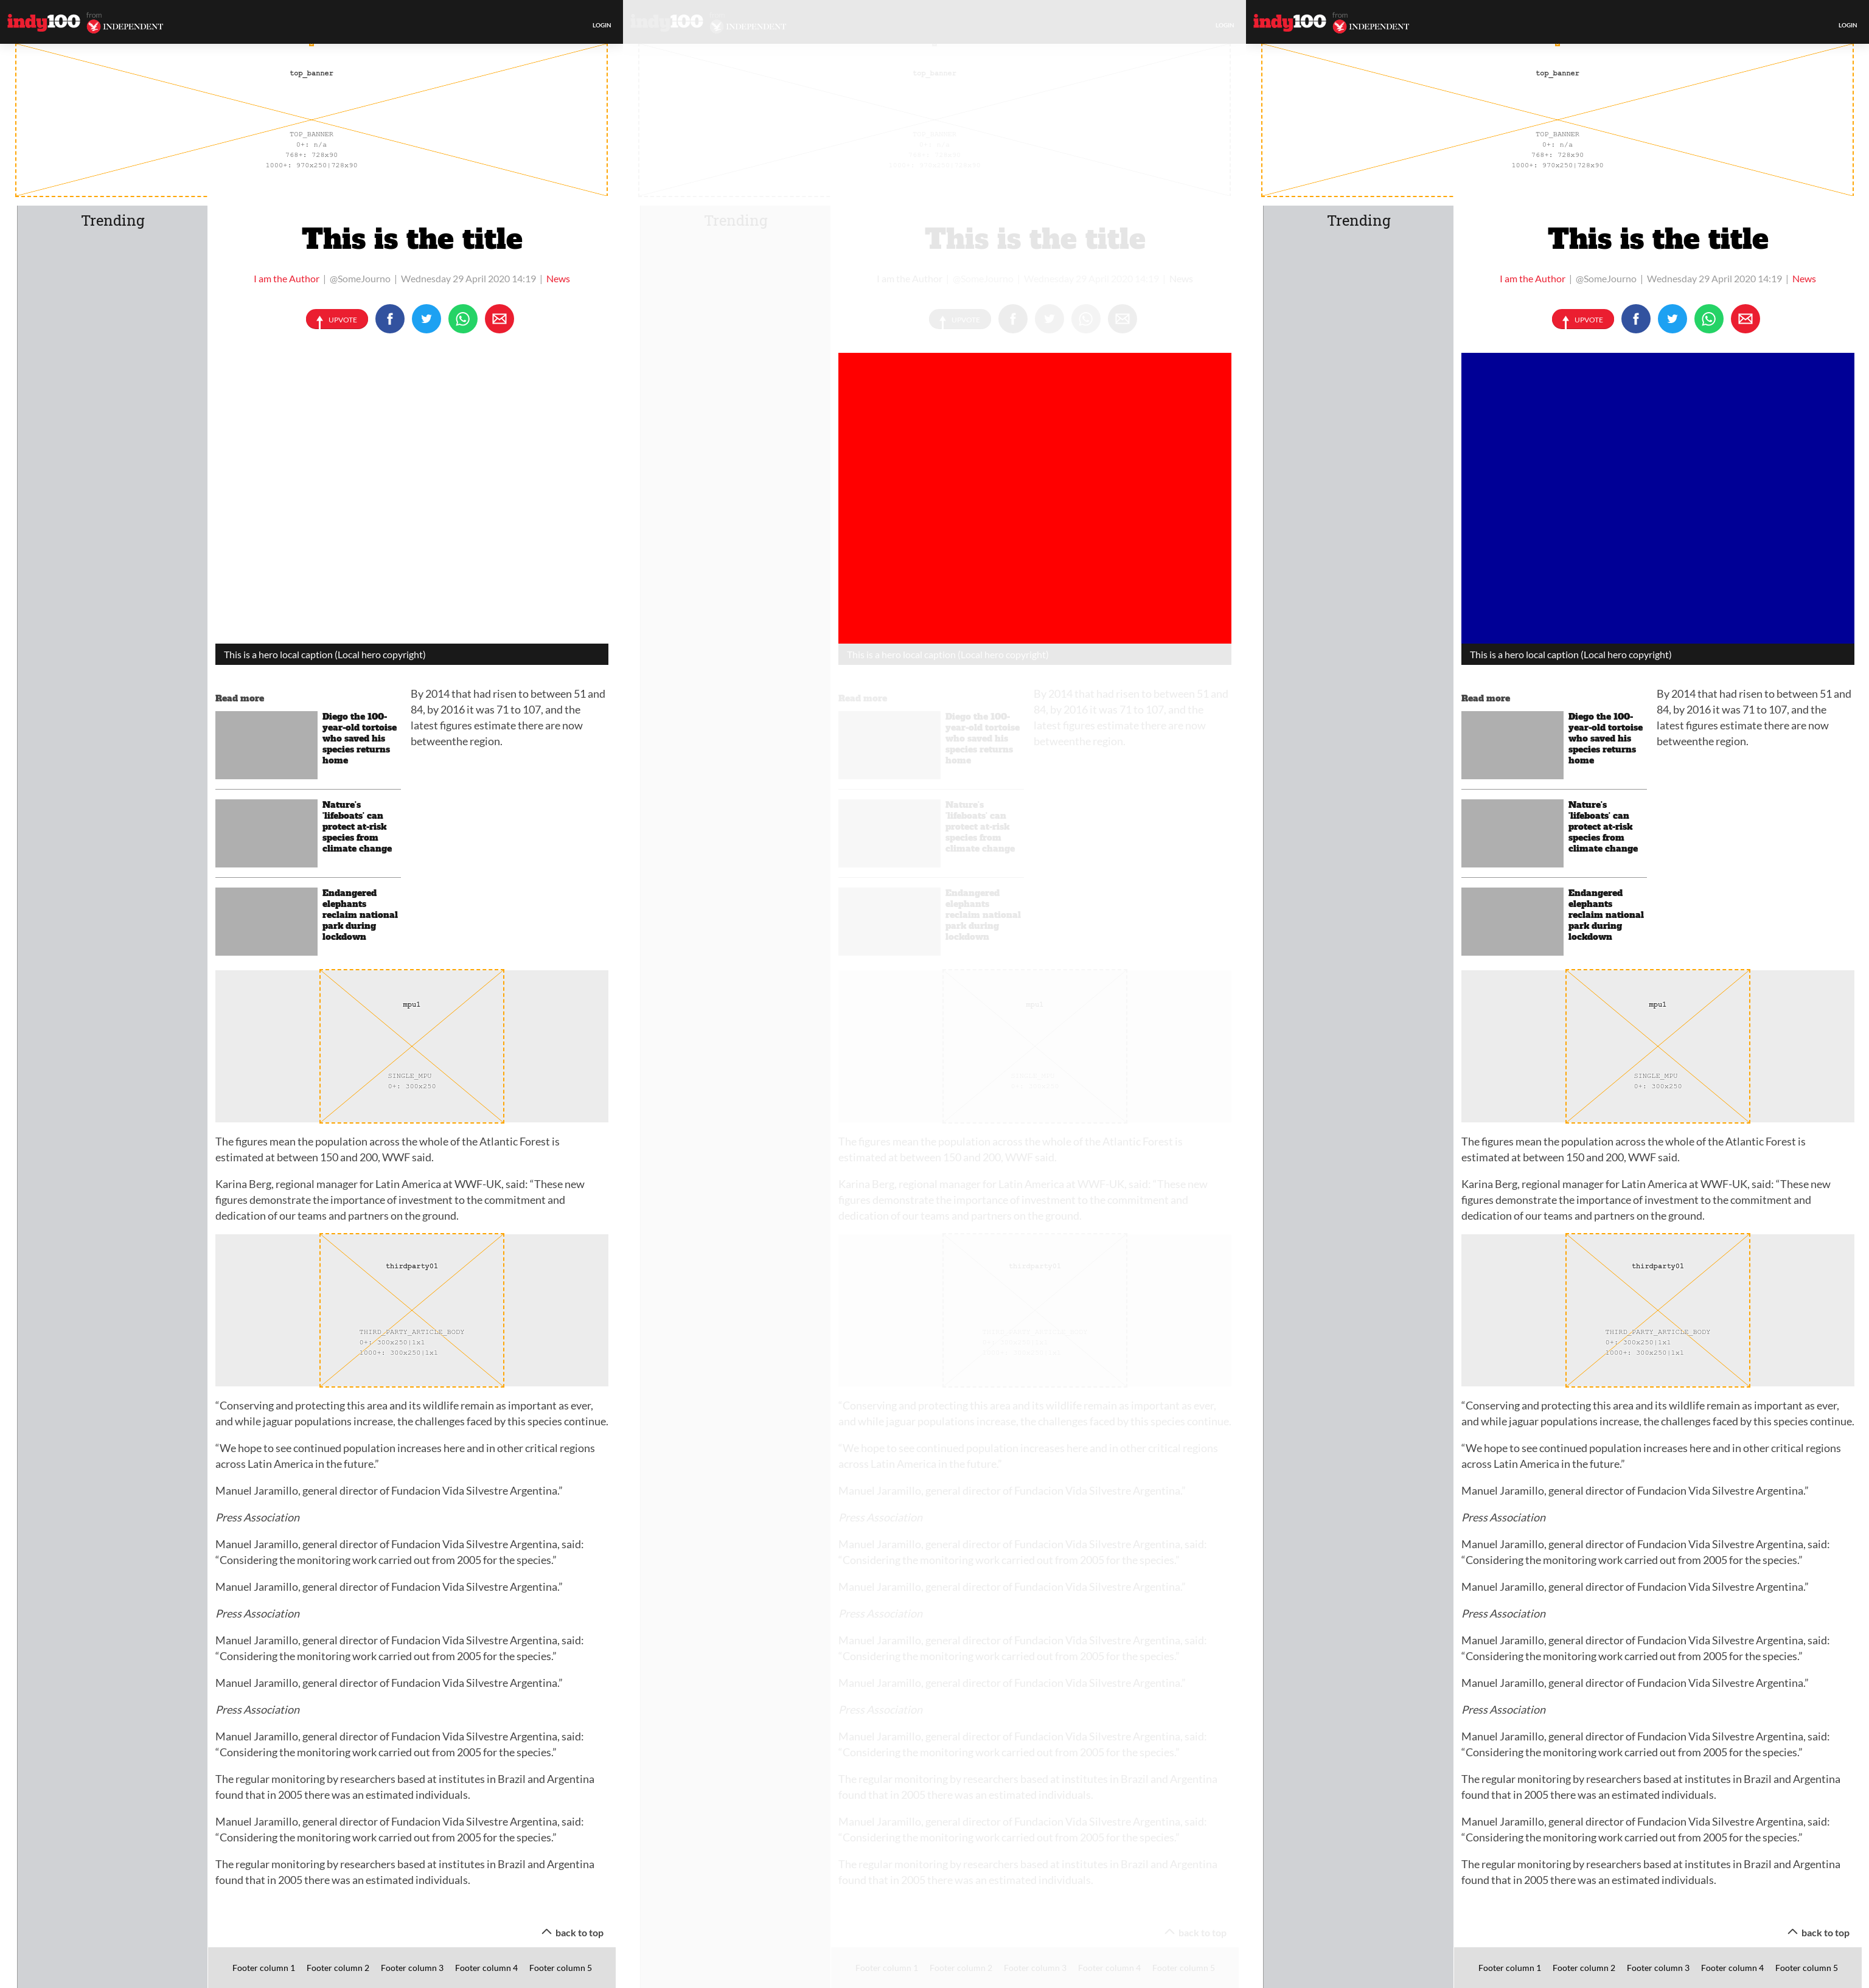 indy100 from INDEPENDENT
LOGIN
top_banner
TOP_BANNER
0+: n/a
768+: 728x90
1000+: 970x250|728x90
Trending
This is the title
I am the Author | @SomeJourno | Wednesday 29 April 2020 14:19 | News
UPVOTE
This is a hero local caption (Local hero copyright)
Read more
Diego the 100-
year-old tortoise
who saved his
species returns
home
Nature's
'lifeboats' can
protect at-risk
species from
climate change
Endangered
elephants
reclaim national
park during
lockdown
By 2014 that had risen to between 51 and
84, by 2016 it was 71 to 107, and the
latest figures estimate there are now
betweenthe region.
mpu1
SINGLE_MPU
0+: 300x250
The figures mean the population across the whole of the Atlantic Forest is
estimated at between 150 and 200, WWF said.
Karina Berg, regional manager for Latin America at WWF-UK, said: “These new
figures demonstrate the importance of investment to the commitment and
dedication of our teams and partners on the ground.
thirdparty01
THIRD_PARTY_ARTICLE_BODY
0+: 300x250|1x1
1000+: 300x250|1x1
“Conserving and protecting this area and its wildlife remain as important as ever,
and while jaguar populations increase, the challenges faced by this species continue.
“We hope to see continued population increases here and in other critical regions
across Latin America in the future.”
Manuel Jaramillo, general director of Fundacion Vida Silvestre Argentina.”
Press Association
Manuel Jaramillo, general director of Fundacion Vida Silvestre Argentina, said:
“Considering the monitoring work carried out from 2005 for the species.”
Manuel Jaramillo, general director of Fundacion Vida Silvestre Argentina.”
Press Association
Manuel Jaramillo, general director of Fundacion Vida Silvestre Argentina, said:
“Considering the monitoring work carried out from 2005 for the species.”
Manuel Jaramillo, general director of Fundacion Vida Silvestre Argentina.”
Press Association
Manuel Jaramillo, general director of Fundacion Vida Silvestre Argentina, said:
“Considering the monitoring work carried out from 2005 for the species.”
The regular monitoring by researchers based at institutes in Brazil and Argentina
found that in 2005 there was an estimated individuals.
Manuel Jaramillo, general director of Fundacion Vida Silvestre Argentina, said:
“Considering the monitoring work carried out from 2005 for the species.”
The regular monitoring by researchers based at institutes in Brazil and Argentina
found that in 2005 there was an estimated individuals.
back to top
Footer column 1 Footer column 2 Footer column 3 Footer column 4 Footer column 5
indy100 INDEPENDENT
LOGIN
top_banner
Trending
This is the title
I am the Author | @SomeJourno | Wednesday 29 April 2020 14:19 | News
UPVOTE
This is a hero local caption (Local hero copyright)
Read more
Diego the 100-
year-old tortoise
who saved his
species returns
home
Nature's
'lifeboats' can
protect at-risk
species from
climate change
Endangered
elephants
reclaim national
park during
lockdown
By 2014 that had risen to between 51 and
84, by 2016 it was 71 to 107, and the
latest figures estimate there are now
betweenthe region.
The figures mean the population across the whole of the Atlantic Forest is
estimated at between 150 and 200, WWF said.
Karina Berg, regional manager for Latin America at WWF-UK, said: “These new
figures demonstrate the importance of investment to the commitment and
dedication of our teams and partners on the ground.
thirdparty01
“Conserving and protecting this area and its wildlife remain as important as ever,
and while jaguar populations increase, the challenges faced by this species continue.
“We hope to see continued population increases here and in other critical regions
across Latin America in the future.”
Manuel Jaramillo, general director of Fundacion Vida Silvestre Argentina.”
Press Association
Manuel Jaramillo, general director of Fundacion Vida Silvestre Argentina, said:
“Considering the monitoring work carried out from 2005 for the species.”
Manuel Jaramillo, general director of Fundacion Vida Silvestre Argentina.”
Press Association
Manuel Jaramillo, general director of Fundacion Vida Silvestre Argentina, said:
“Considering the monitoring work carried out from 2005 for the species.”
Manuel Jaramillo, general director of Fundacion Vida Silvestre Argentina.”
Press Association
Manuel Jaramillo, general director of Fundacion Vida Silvestre Argentina, said:
“Considering the monitoring work carried out from 2005 for the species.”
The regular monitoring by researchers based at institutes in Brazil and Argentina
found that in 2005 there was an estimated individuals.
Manuel Jaramillo, general director of Fundacion Vida Silvestre Argentina, said:
“Considering the monitoring work carried out from 2005 for the species.”
The regular monitoring by researchers based at institutes in Brazil and Argentina
found that in 2005 there was an estimated individuals.
back to top
Footer column 1 Footer column 2 Footer column 3 Footer column 4 Footer column 5
indy100 from INDEPENDENT
LOGIN
top_banner
TOP_BANNER
0+: n/a
768+: 728x90
1000+: 970x250|728x90
Trending
This is the title
I am the Author | @SomeJourno | Wednesday 29 April 2020 14:19 | News
UPVOTE
This is a hero local caption (Local hero copyright)
Read more
Diego the 100-
year-old tortoise
who saved his
species returns
home
Nature's
'lifeboats' can
protect at-risk
species from
climate change
Endangered
elephants
reclaim national
park during
lockdown
By 2014 that had risen to between 51 and
84, by 2016 it was 71 to 107, and the
latest figures estimate there are now
betweenthe region.
mpu1
SINGLE_MPU
0+: 300x250
The figures mean the population across the whole of the Atlantic Forest is
estimated at between 150 and 200, WWF said.
Karina Berg, regional manager for Latin America at WWF-UK, said: “These new
figures demonstrate the importance of investment to the commitment and
dedication of our teams and partners on the ground.
thirdparty01
THIRD_PARTY_ARTICLE_BODY
0+: 300x250|1x1
1000+: 300x250|1x1
“Conserving and protecting this area and its wildlife remain as important as ever,
and while jaguar populations increase, the challenges faced by this species continue.
“We hope to see continued population increases here and in other critical regions
across Latin America in the future.”
Manuel Jaramillo, general director of Fundacion Vida Silvestre Argentina.”
Press Association
Manuel Jaramillo, general director of Fundacion Vida Silvestre Argentina, said:
“Considering the monitoring work carried out from 2005 for the species.”
Manuel Jaramillo, general director of Fundacion Vida Silvestre Argentina.”
Press Association
Manuel Jaramillo, general director of Fundacion Vida Silvestre Argentina, said:
“Considering the monitoring work carried out from 2005 for the species.”
Manuel Jaramillo, general director of Fundacion Vida Silvestre Argentina.”
Press Association
Manuel Jaramillo, general director of Fundacion Vida Silvestre Argentina, said:
“Considering the monitoring work carried out from 2005 for the species.”
The regular monitoring by researchers based at institutes in Brazil and Argentina
found that in 2005 there was an estimated individuals.
Manuel Jaramillo, general director of Fundacion Vida Silvestre Argentina, said:
“Considering the monitoring work carried out from 2005 for the species.”
The regular monitoring by researchers based at institutes in Brazil and Argentina
found that in 2005 there was an estimated individuals.
back to top
Footer column 1 Footer column 2 Footer column 3 Footer column 4 Footer column 5